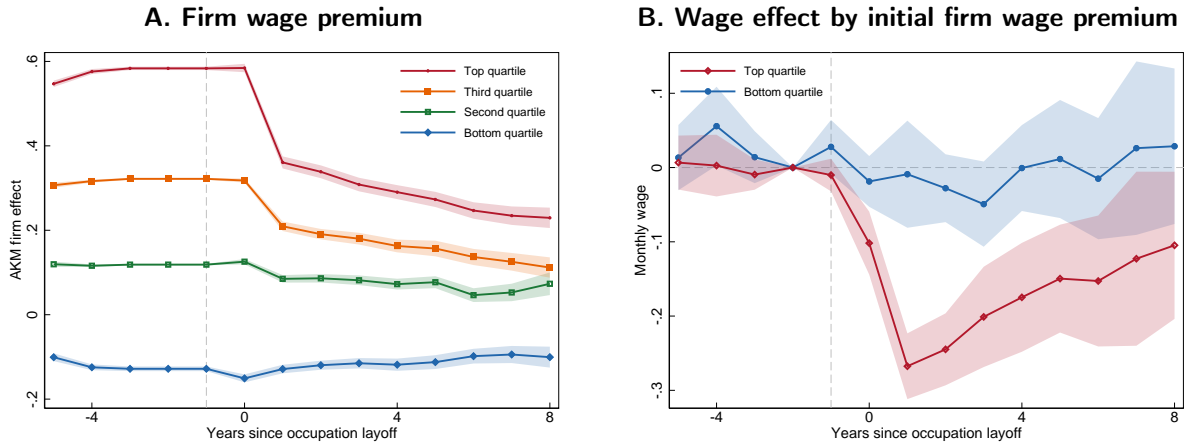 A. Firm wage premium
AKM firm effect
.6
.4
.2
0
-.2
Top quartile
Third quartile
Second quartile
Bottom quartile
-4
0
4
8
Years since occupation layoff
B. Wage effect by initial firm wage premium
Monthly wage
0.1
0
-.1
-.2
-.3
Top quartile
Bottom quartile
-4
0
4
8
Years since occupation layoff